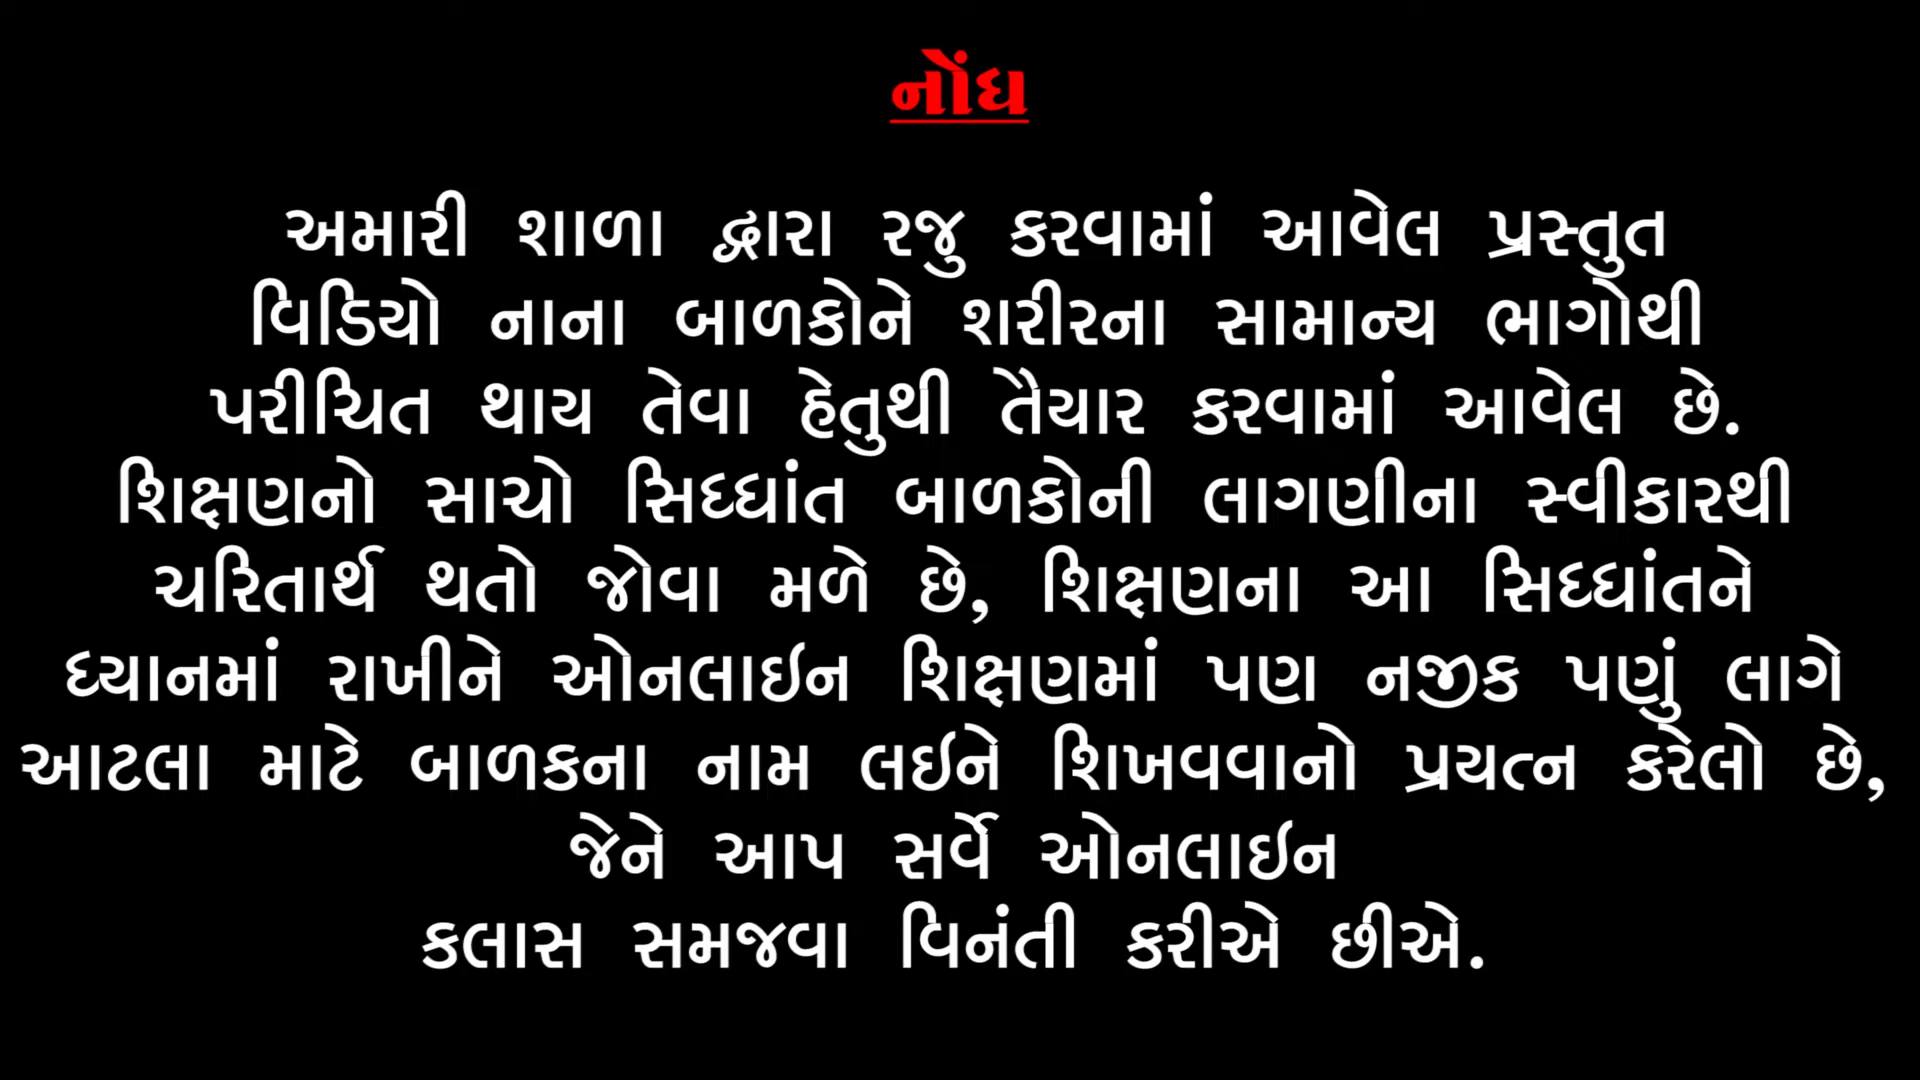 નોંધ
અમારી શાળા દ્વારા રજુ કરવામાં આવેલ પ્રસ્તુત
વિડિયો નાના બાળકોને શરીરના સામાન્ય ભાગોથી
પરીચિત થાય તેવા હેતુથી તૈયાર કરવામાં આવેલ છે.
શિક્ષણનો સાચો સિધ્ધાંત બાળકોની લાગણીના સ્વીકારથી
ચરિતાર્થ થતો જોવા મળે છે, શિક્ષણના આ સિધ્ધાંતને
ધ્યાનમાં રાખીને ઓનલાઇન શિક્ષણમાં પણ નજીક પણું લાગે
આટલા માટે બાળકના નામ લઇને શિખવવાનો પ્રયત્ન કરેલો છે,
જેને આપ સર્વે ઓનલાઇન
કલાસ સમજવા વિનંતી કરીએ છીએ.